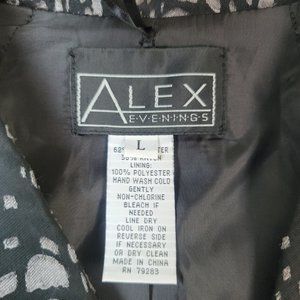 ALEX
EVENINGS
L
LINING:
100% POLYESTER
HAND WASH COLD
GENTLY
NON-CHLORINE
BLEACH IF
NEEDED
LINE DRY
COOL IRON ON
REVERSE SIDE
IF NECESSARY
OR DRY CLEAN
MADE IN CHINA
RN 79283